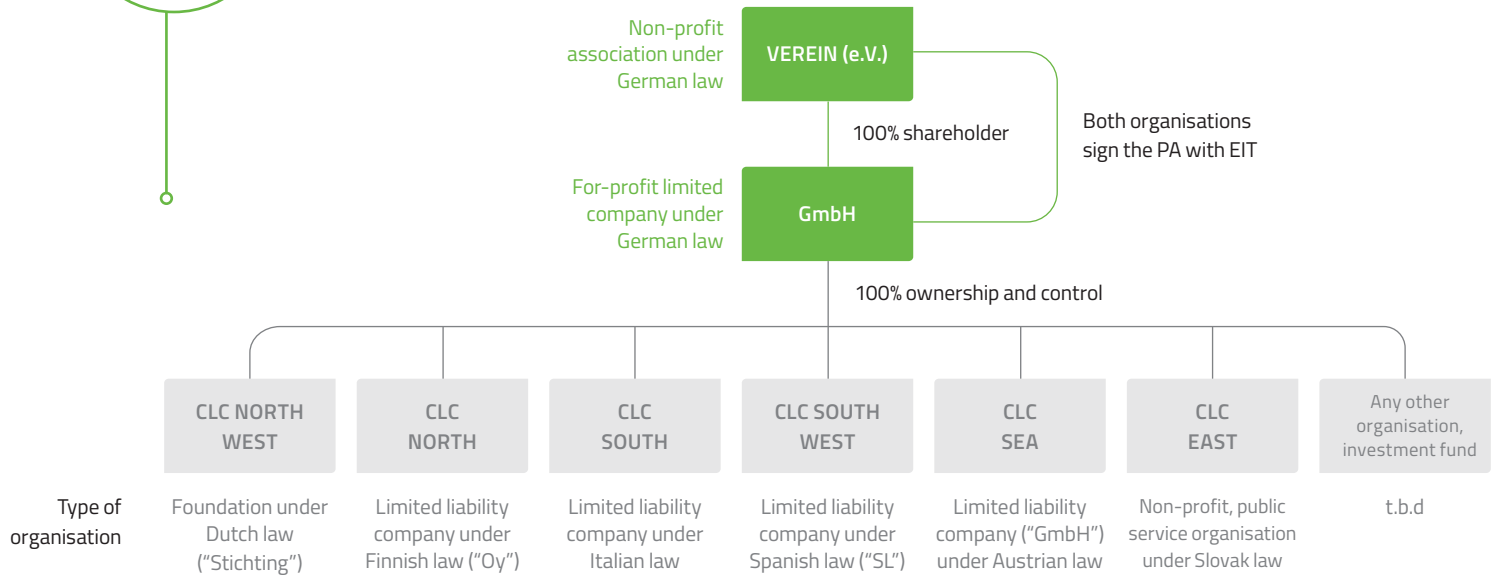 Non-profit
association under
German law
VEREIN (e.V.)
100% shareholder
Both organisations
sign the PA with EIT
For-profit limited
company under
German law
GmbH
100% ownership and control
CLC NORTH
WEST
CLC
NORTH
CLC
SOUTH
CLC SOUTH
WEST
CLC
SEA
CLC
EAST
Any other
organisation,
investment fund
Type of
organisation
Foundation under
Dutch law
(“Stichting”)
Limited liability
company under
Finnish law (“Oy”)
Limited liability
company under
Italian law
Limited liability
company under
Spanish law (“SL”)
Limited liability
company (“GmbH”)
under Austrian law
Non-profit, public
service organisation
under Slovak law
t.b.d